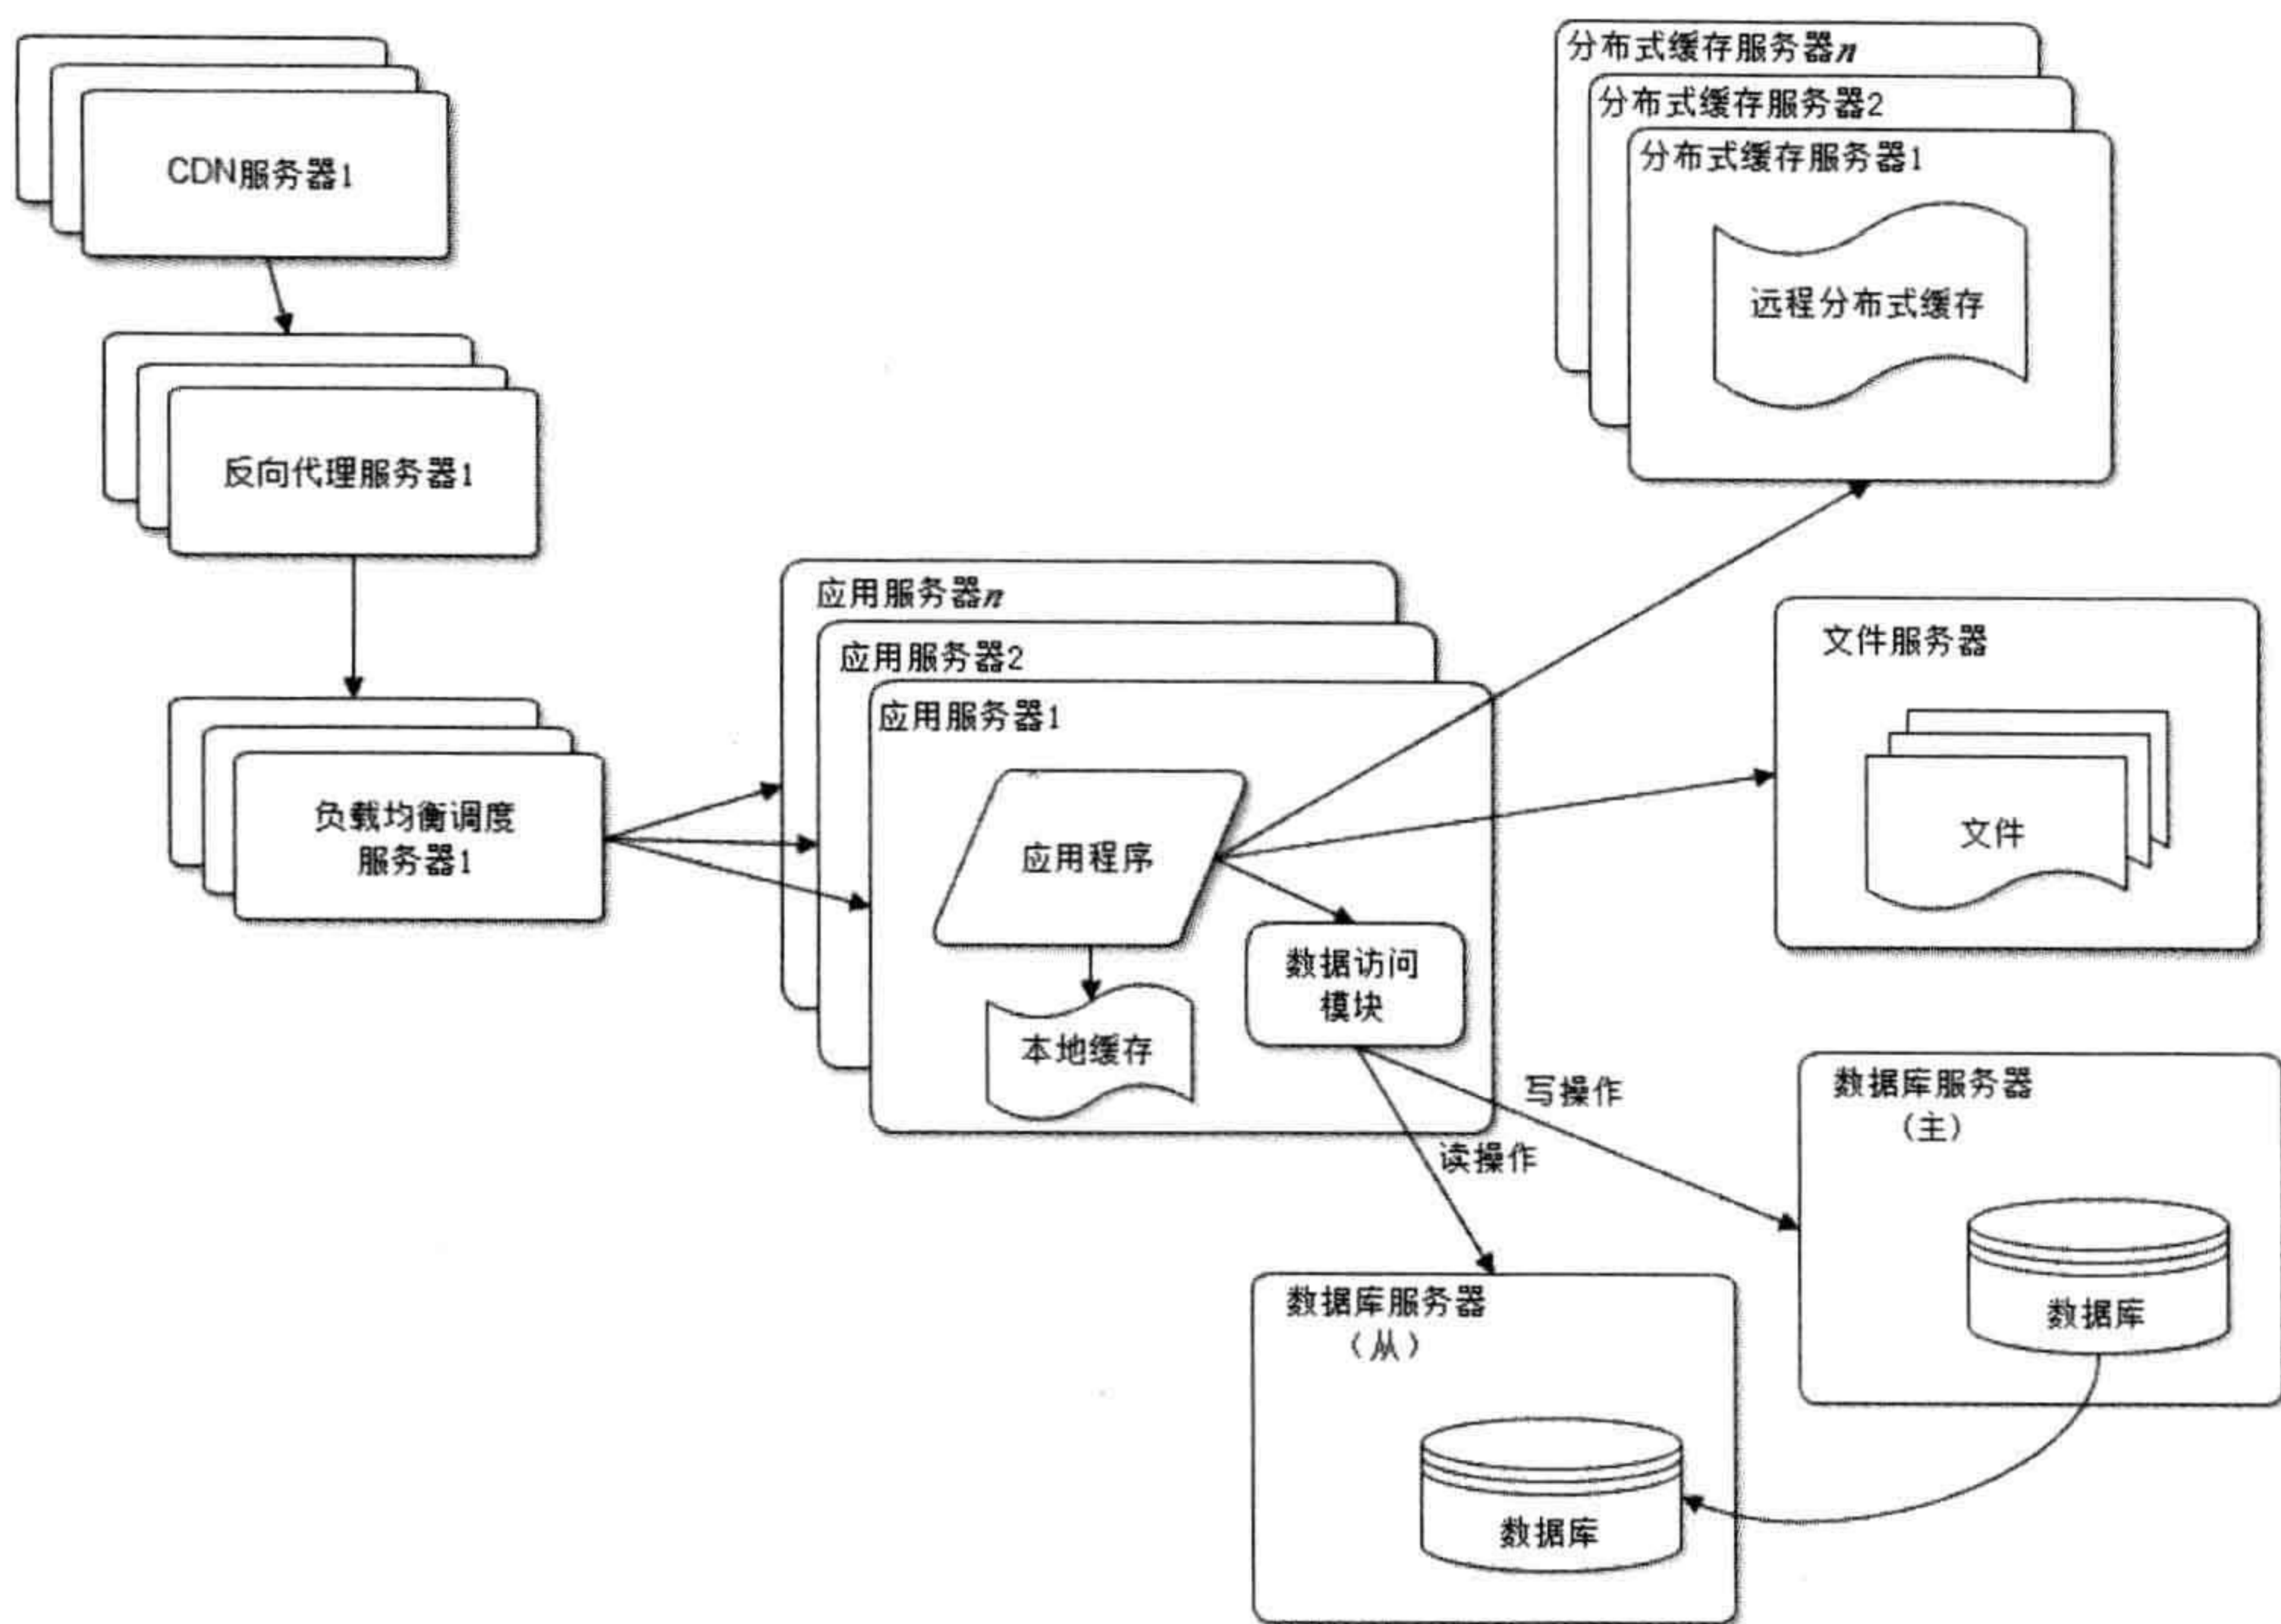 CDN服务器1
反向代理服务器1
负载均衡调度
服务器1
应用服务器n
应用服务器2
应用服务器1
应用程序
本地缓存
数据访问
模块
分布式缓存服务器n
分布式缓存服务器2
分布式缓存服务器1
远程分布式缓存
文件服务器
文件
写操作
读操作
数据库服务器
（主）
数据库
数据库服务器
（从）
数据库